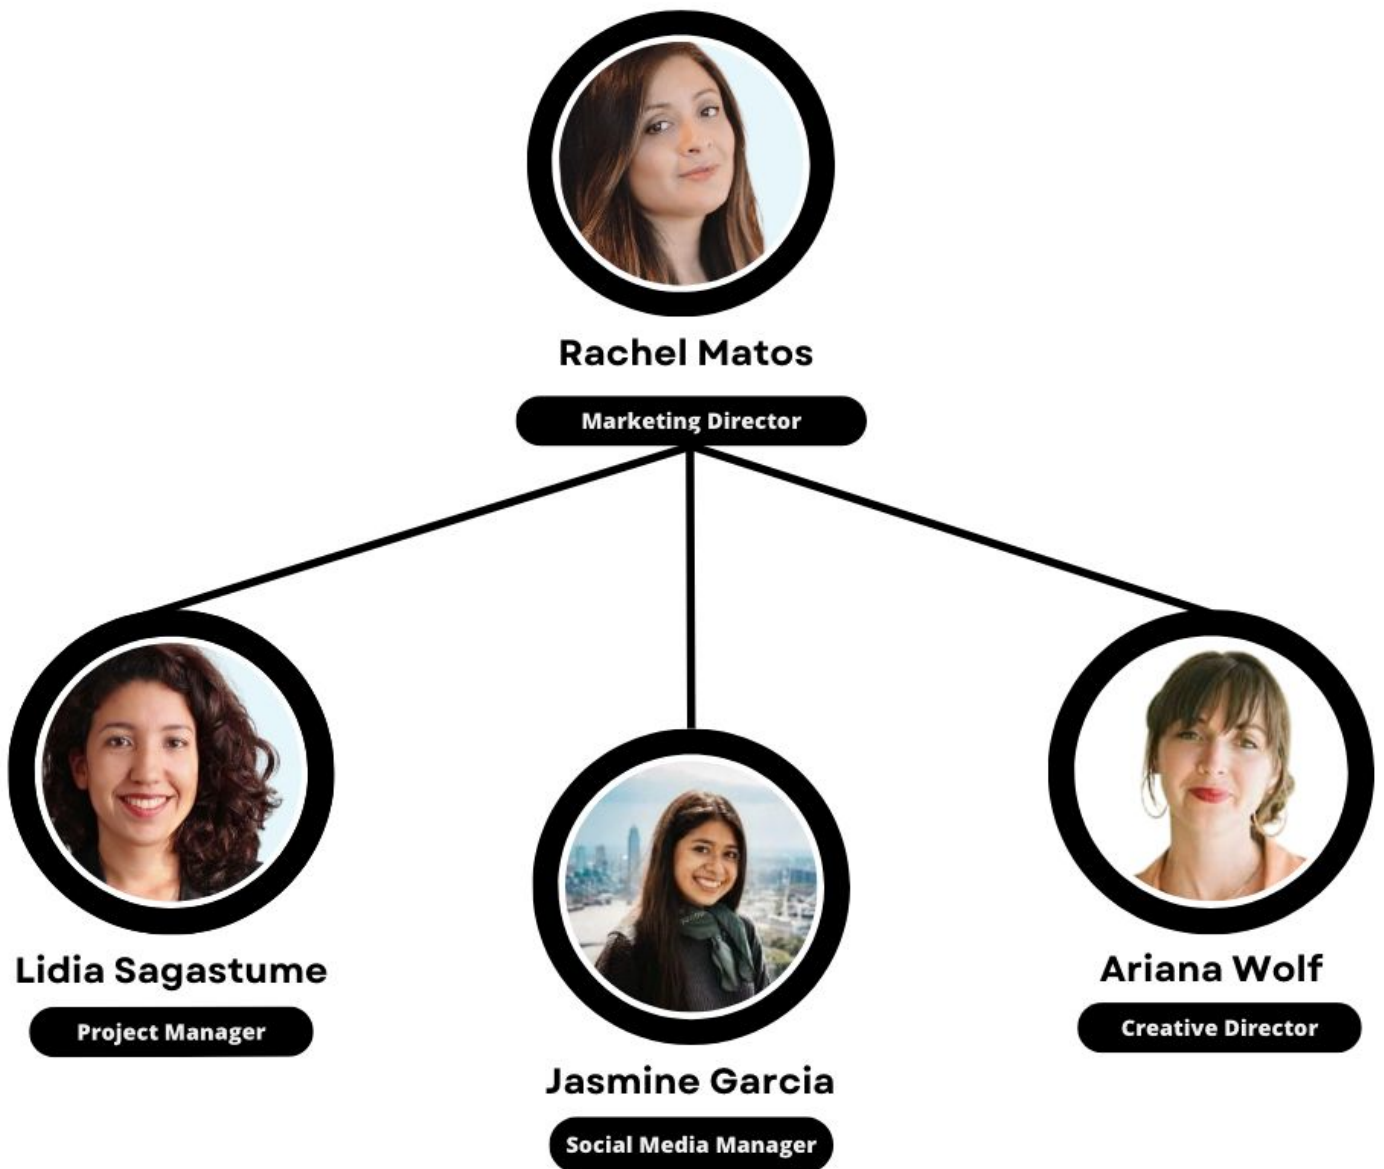 Rachel Matos
Marketing Director
Lidia Sagastume
Project Manager
Jasmine Garcia
Social Media Manager
Ariana Wolf
Creative Director